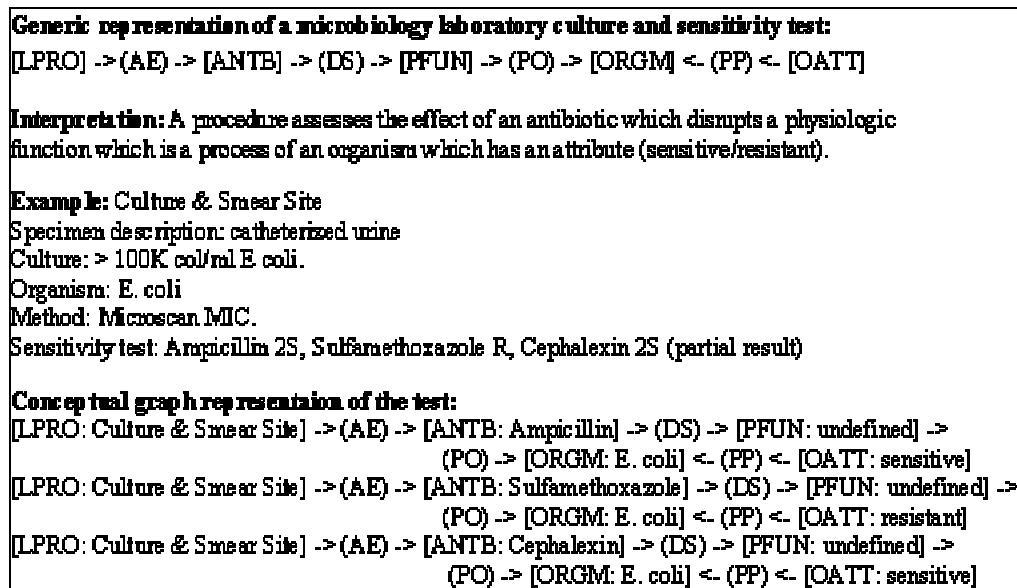 Generic representation of a microbiology laboratory culture and sensitivity test:
[LPRO] -> (AE) -> [ANTB] -> (DS) -> [PFUN] -> (PO) -> [ORGM] <- (PP) <- [OATT]
Interpretation: A procedure assesses the effect of an antibiotic which disrupts a physiologic
function which is a process of an organism which has an attribute (sensitive/resistant).
Example: Culture & Smear Site
Specimen description: catheterized urine
Culture: > 100K col/ml E coli.
Organism: E. coli
Method: Microscan MIC.
Sensitivity test: Ampicillin 2S, Sulfamethoxazole R, Cephalexin 2S (partial result)
Conceptual graph representaion of the test:
[LPRO: Culture & Smear Site] -> (AE) -> [ANTB: Ampicillin] -> (DS) -> [PFUN: undefined] ->
(PO) -> [ORGM: E. coli] <- (PP) <- [OATT: sensitive]
[LPRO: Culture & Smear Site] -> (AE) -> [ANTB: Sulfamethoxazole] -> (DS) -> [PFUN: undefined] ->
(PO) -> [ORGM: E. coli] <- (PP) <- [OATT: resistant]
[LPRO: Culture & Smear Site] -> (AE) -> [ANTB: Cephalexin] -> (DS) -> [PFUN: undefined] ->
(PO) -> [ORGM: E. coli] <- (PP) <- [OATT: sensitive]